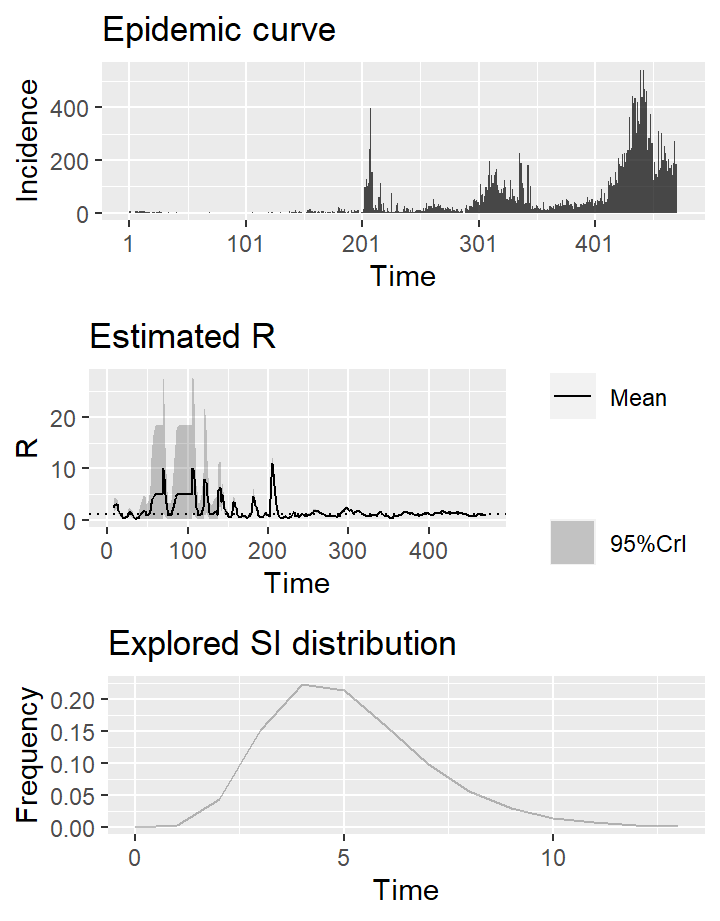 Epidemic curve
Incidence
400
200
0
1 101 201 301 401
Time
Estimated R
R
20
10
0
0 100 200 300 400
Time
Mean
95%CrI
Explored SI distribution
Frequency
0.20
0.15
0.10
0.05
0.00
0 5 10
Time